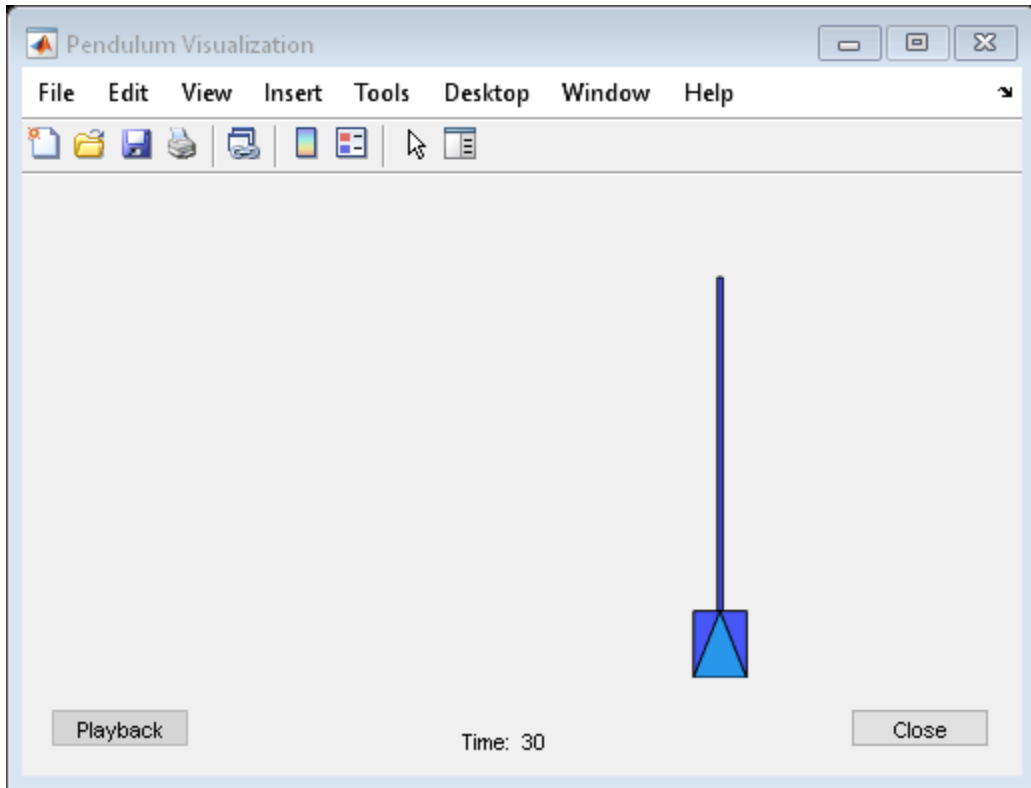 Pendulum Visualization
File Edit View Insert Tools Desktop Window Help
Playback
Time: 30
Close